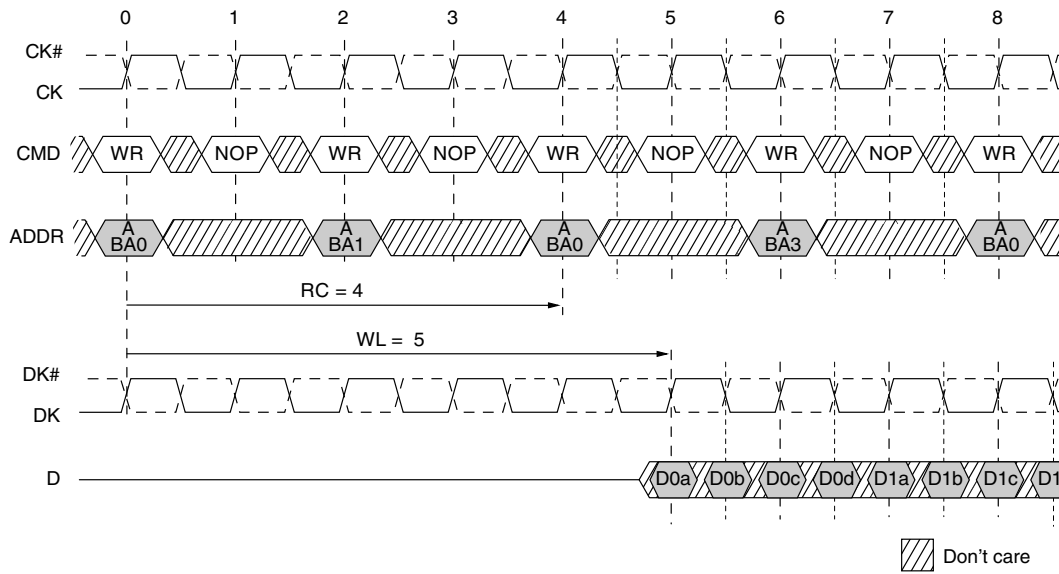 0 1 2 3 4 5 6 7 8
CK#
CK
CMD WR NOP WR NOP WR NOP WR NOP WR
ADDR A BA0 A BA1 A BA0 A BA3 A BA0
RC = 4
WL = 5
DK#
DK
D D0a D0b D0c D0d D1a D1b D1c D1
Don't care